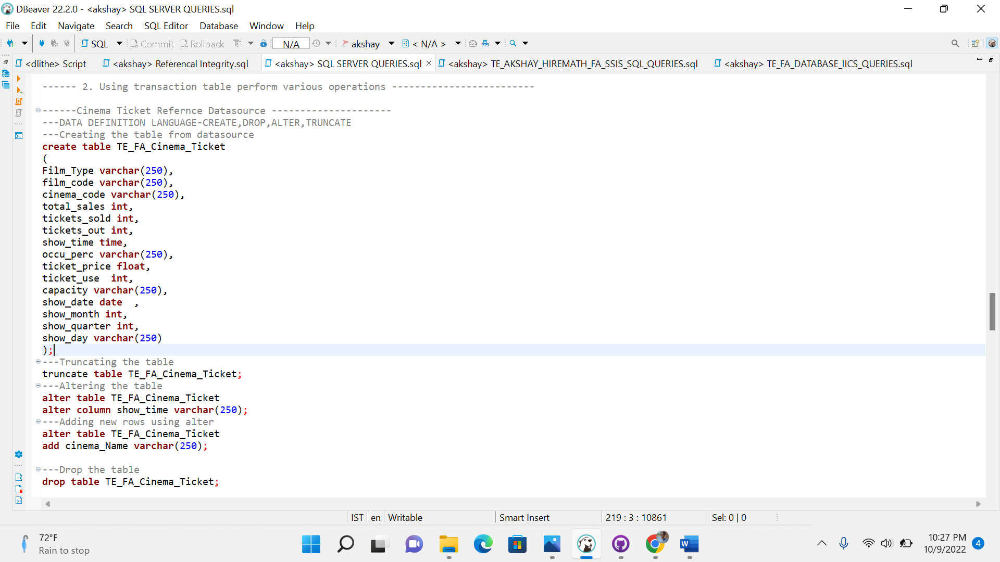 DBeaver 22.2.0 - <akshay> SQL SERVER QUERIES.sql
File Edit Navigate Search SQL Editor Database Window Help
SQL Commit Rollback N/A akshay < N/A >
<dlithe> Script <akshay> Referencal Integrity.sql <akshay> SQL SERVER QUERIES.sql <akshay> TE_AKSHAY_HIREMATH_FA_SSIS_SQL_QUERIES.sql <akshay> TE_FA_DATABASE_IICS_QUERIES.sql
------ 2. Using transaction table perform various operations -------------------------
------Cinema Ticket Refernce Datasource ---------------------
---DATA DEFINITION LANGUAGE-CREATE,DROP,ALTER,TRUNCATE
---Creating the table from datasource
create table TE_FA_Cinema_Ticket
(
Film_Type varchar(250),
film_code varchar(250),
cinema_code varchar(250),
total_sales int,
tickets_sold int,
tickets_out int,
show_time time,
occu_perc varchar(250),
ticket_price float,
ticket_use  int,
capacity varchar(250),
show_date date  ,
show_month int,
show_quarter int,
show_day varchar(250)
);
---Truncating the table
truncate table TE_FA_Cinema_Ticket;
---Altering the table
alter table TE_FA_Cinema_Ticket
alter column show_time varchar(250);
---Adding new rows using alter
alter table TE_FA_Cinema_Ticket
add cinema_Name varchar(250);
---Drop the table
drop table TE_FA_Cinema_Ticket;
IST en Writable Smart Insert 219 : 3 : 10861 Sel: 0 | 0
72°F
Rain to stop
10:27 PM
10/9/2022
4